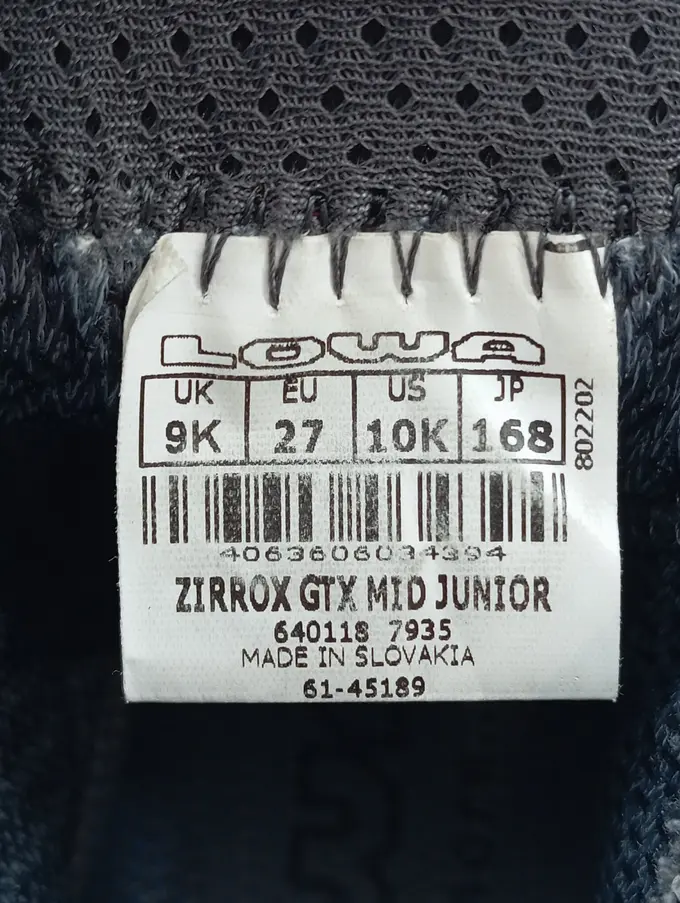 LOWA
UK EU US JP
9K 27 10K 168
802202
4063606034394
ZIRROX GTX MID JUNIOR
640118 7935
MADE IN SLOVAKIA
61-45189